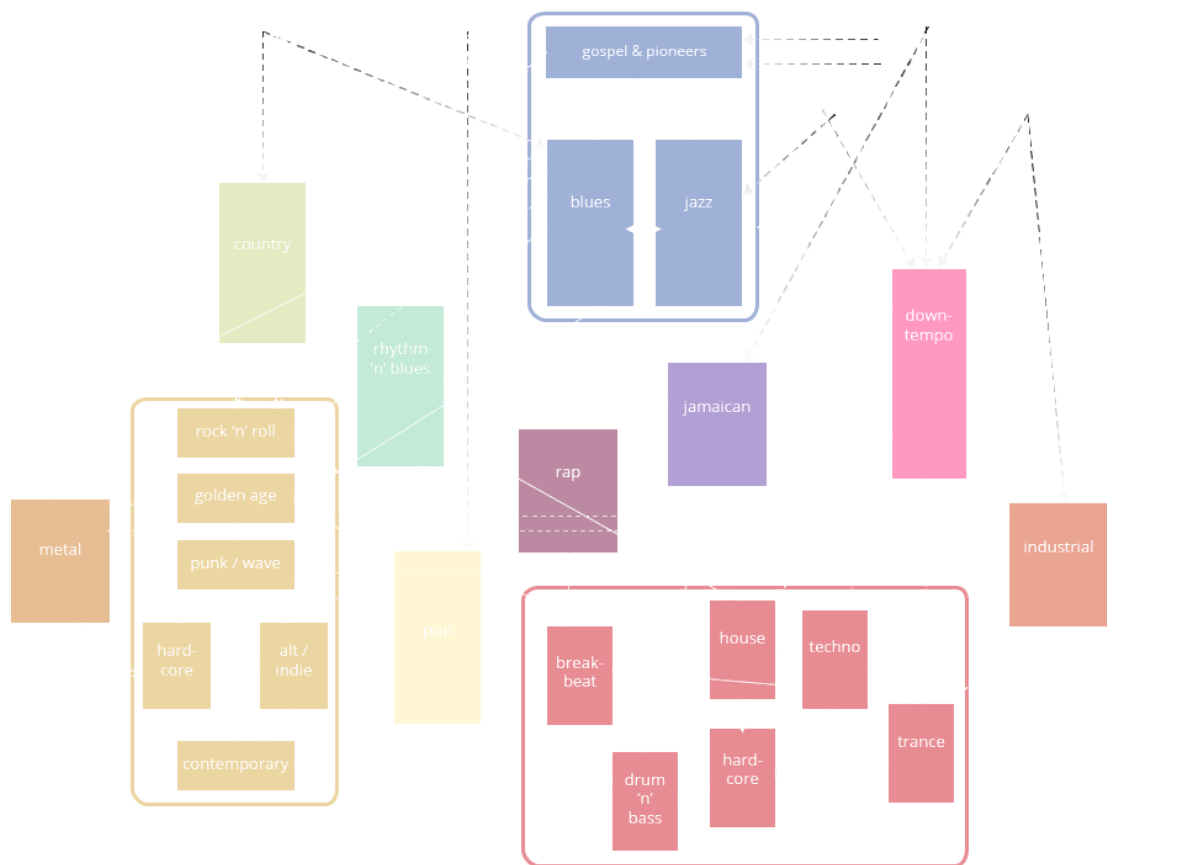 gospel & pioneers
blues
jazz
country
down-
tempo
rhythm
‘n’ blues
jamaican
rock ‘n’ roll
rap
golden age
metal
industrial
punk / wave
pop
hard-
core
alt /
indie
house
techno
break-
beat
trance
contemporary
hard-
core
drum
‘n’
bass